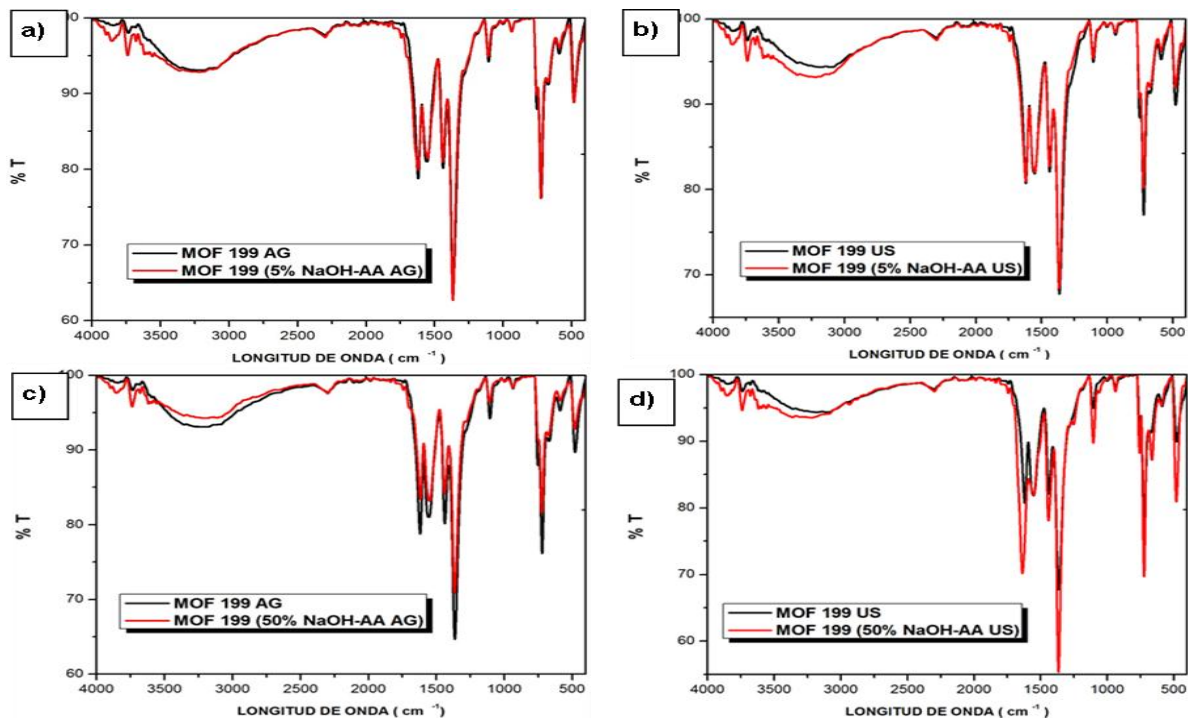 a)
100
90
80
70
60
% T
MOF 199 AG
MOF 199 (5% NaOH-AA AG)
4000 3500 3000 2500 2000 1500 1000 500
LONGITUD DE ONDA ( cm -1 )
b)
100
90
80
70
% T
MOF 199 US
MOF 199 (5% NaOH-AA US)
4000 3500 3000 2500 2000 1500 1000 500
LONGITUD DE ONDA ( cm -1 )
c)
100
90
80
70
60
% T
MOF 199 AG
MOF 199 (50% NaOH-AA AG)
4000 3500 3000 2500 2000 1500 1000 500
LONGITUD DE ONDA ( cm -1 )
d)
100
90
80
70
60
% T
MOF 199 US
MOF 199 (50% NaOH-AA US)
4000 3500 3000 2500 2000 1500 1000 500
LONGITUD DE ONDA ( cm -1 )